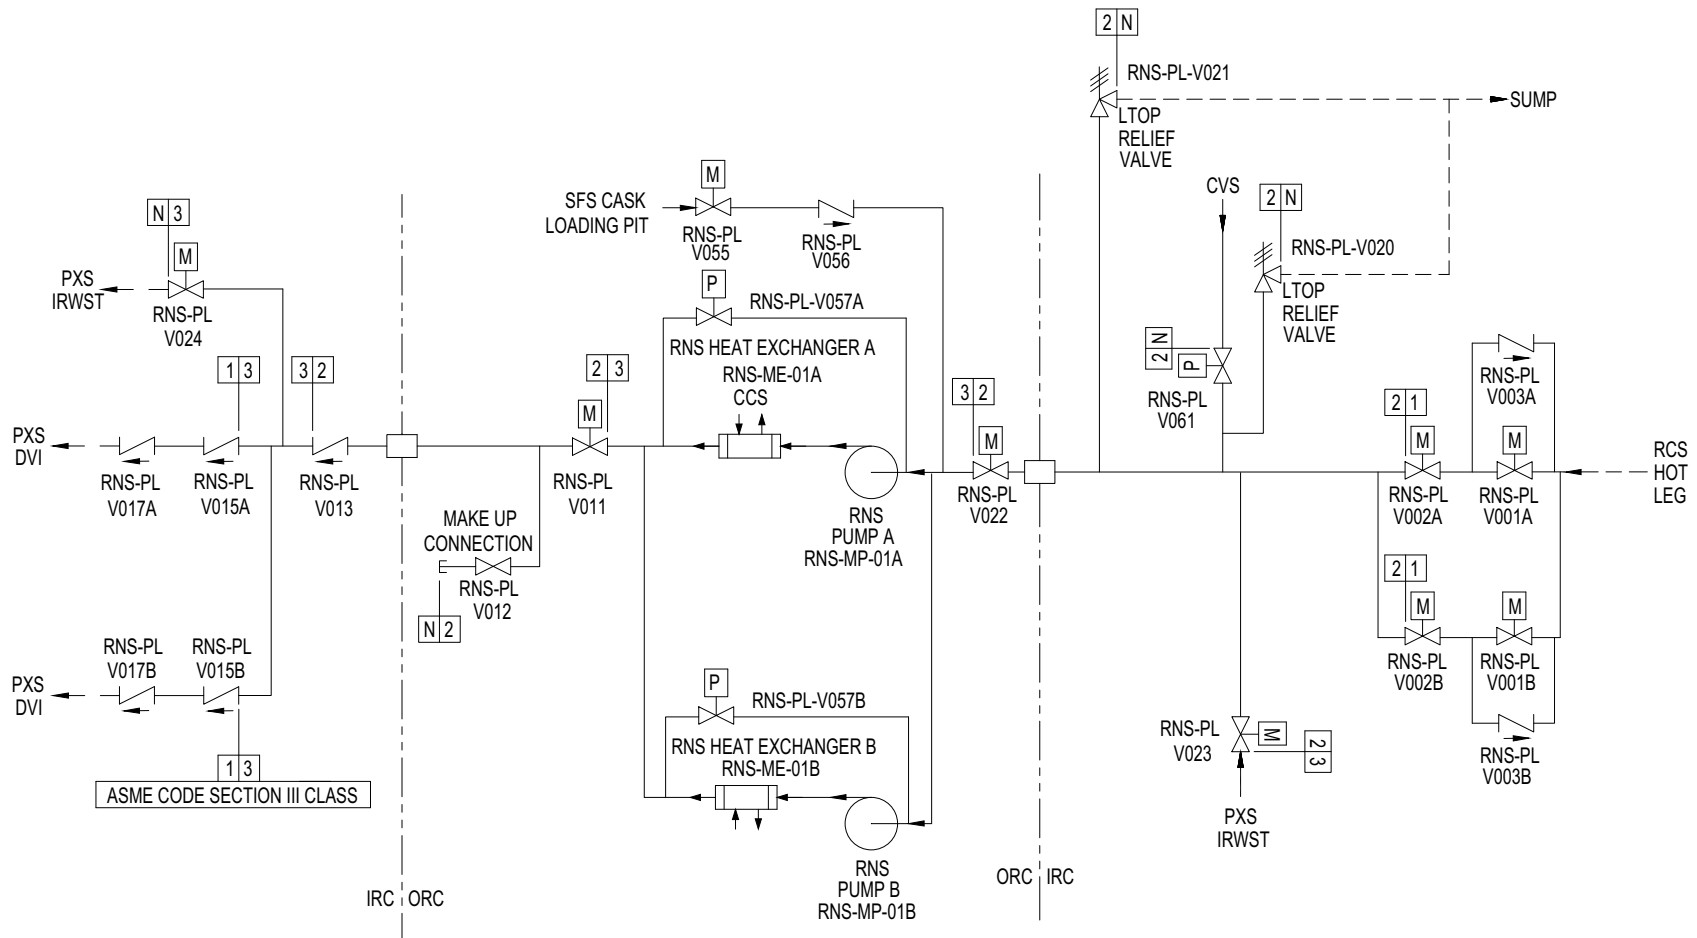 2 N
RNS-PL-V021
LTOP
RELIEF
VALVE
SUMP
CVS
2 N
RNS-PL-V020
LTOP
RELIEF
VALVE
M
SFS CASK
LOADING PIT
RNS-PL
V055
RNS-PL
V056
N 3
M
PXS
IRWST
RNS-PL
V024
P
RNS-PL-V057A
RNS HEAT EXCHANGER A
RNS-ME-01A
CCS
2 N
P
RNS-PL
V061
RNS-PL
V003A
1 3
3 2
2 3
M
3 2
M
2 1
M
M
PXS
DVI
RNS-PL
V017A
RNS-PL
V015A
RNS-PL
V013
RNS-PL
V011
RNS
PUMP A
RNS-MP-01A
RNS-PL
V022
RNS-PL
V002A
RNS-PL
V001A
RCS
HOT
LEG
MAKE UP
CONNECTION
RNS-PL
V012
N 2
2 1
M
M
RNS-PL
V002B
RNS-PL
V001B
RNS-PL
V003B
RNS-PL
V017B
RNS-PL
V015B
PXS
DVI
1 3
ASME CODE SECTION III CLASS
P
RNS-PL-V057B
RNS HEAT EXCHANGER B
RNS-ME-01B
RNS
PUMP B
RNS-MP-01B
RNS-PL
V023
M
2 3
PXS
IRWST
IRC ORC
ORC IRC